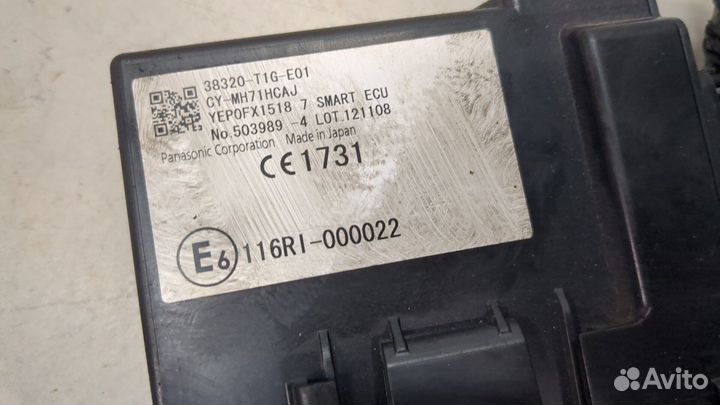 38320-T1G-E01
CY-MH71HCAJ
YEP0FX1518 7 SMART ECU
No.503989 -4 LOT.121108
Panasonic Corporation Made in Japan
CE1731
E6 116RI-000022
Avito